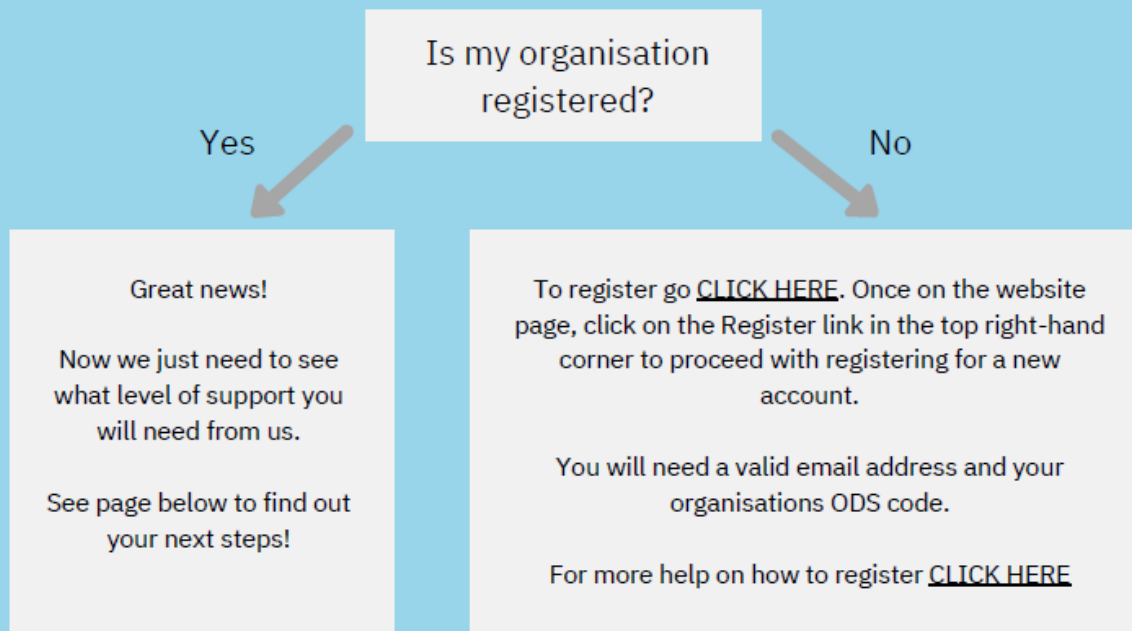 Is my organisation
registered?
Yes
No
Great news!
Now we just need to see
what level of support you
will need from us.
See page below to find out
your next steps!
To register go CLICK HERE. Once on the website
page, click on the Register link in the top right-hand
corner to proceed with registering for a new
account.
You will need a valid email address and your
organisations ODS code.
For more help on how to register CLICK HERE